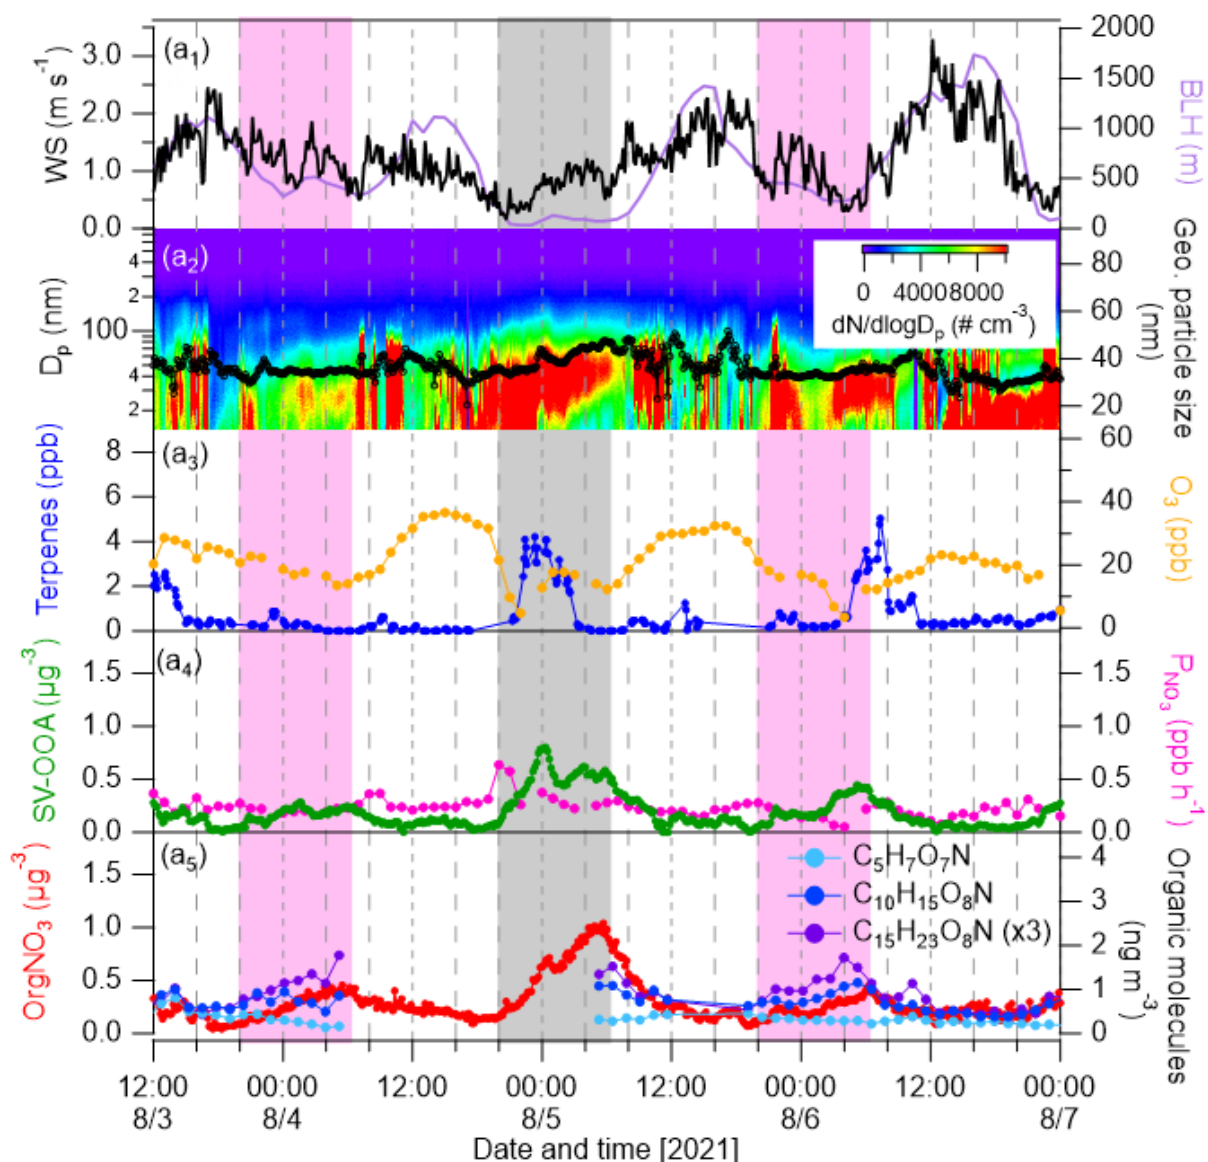 (a₁)
WS (m s⁻¹)
3.0
2.0
1.0
0.0
2000
1500
1000
500
0
BLH (m)
(a₂)
Dₚ (nm)
4
2
100
4
2
0 4000 8000
dN/dlogDₚ (# cm⁻³)
80
60
40
20
Geo. particle size
(nm)
(a₃)
Terpenes (ppb)
8
6
4
2
0
60
40
20
0
O₃ (ppb)
(a₄)
SV-OOA (µg⁻³)
1.5
1.0
0.5
0.0
1.5
1.0
0.5
0.0
P_NO₃ (ppb h⁻¹)
(a₅)
OrgNO₃ (µg⁻³)
1.5
1.0
0.5
0.0
C₅H₇O₇N
C₁₀H₁₅O₈N
C₁₅H₂₃O₈N (x3)
4
3
2
1
0
Organic molecules
(ng m⁻³)
12:00 00:00 12:00 00:00 12:00 00:00 12:00 00:00
8/3 8/4 8/5 8/6 8/7
Date and time [2021]